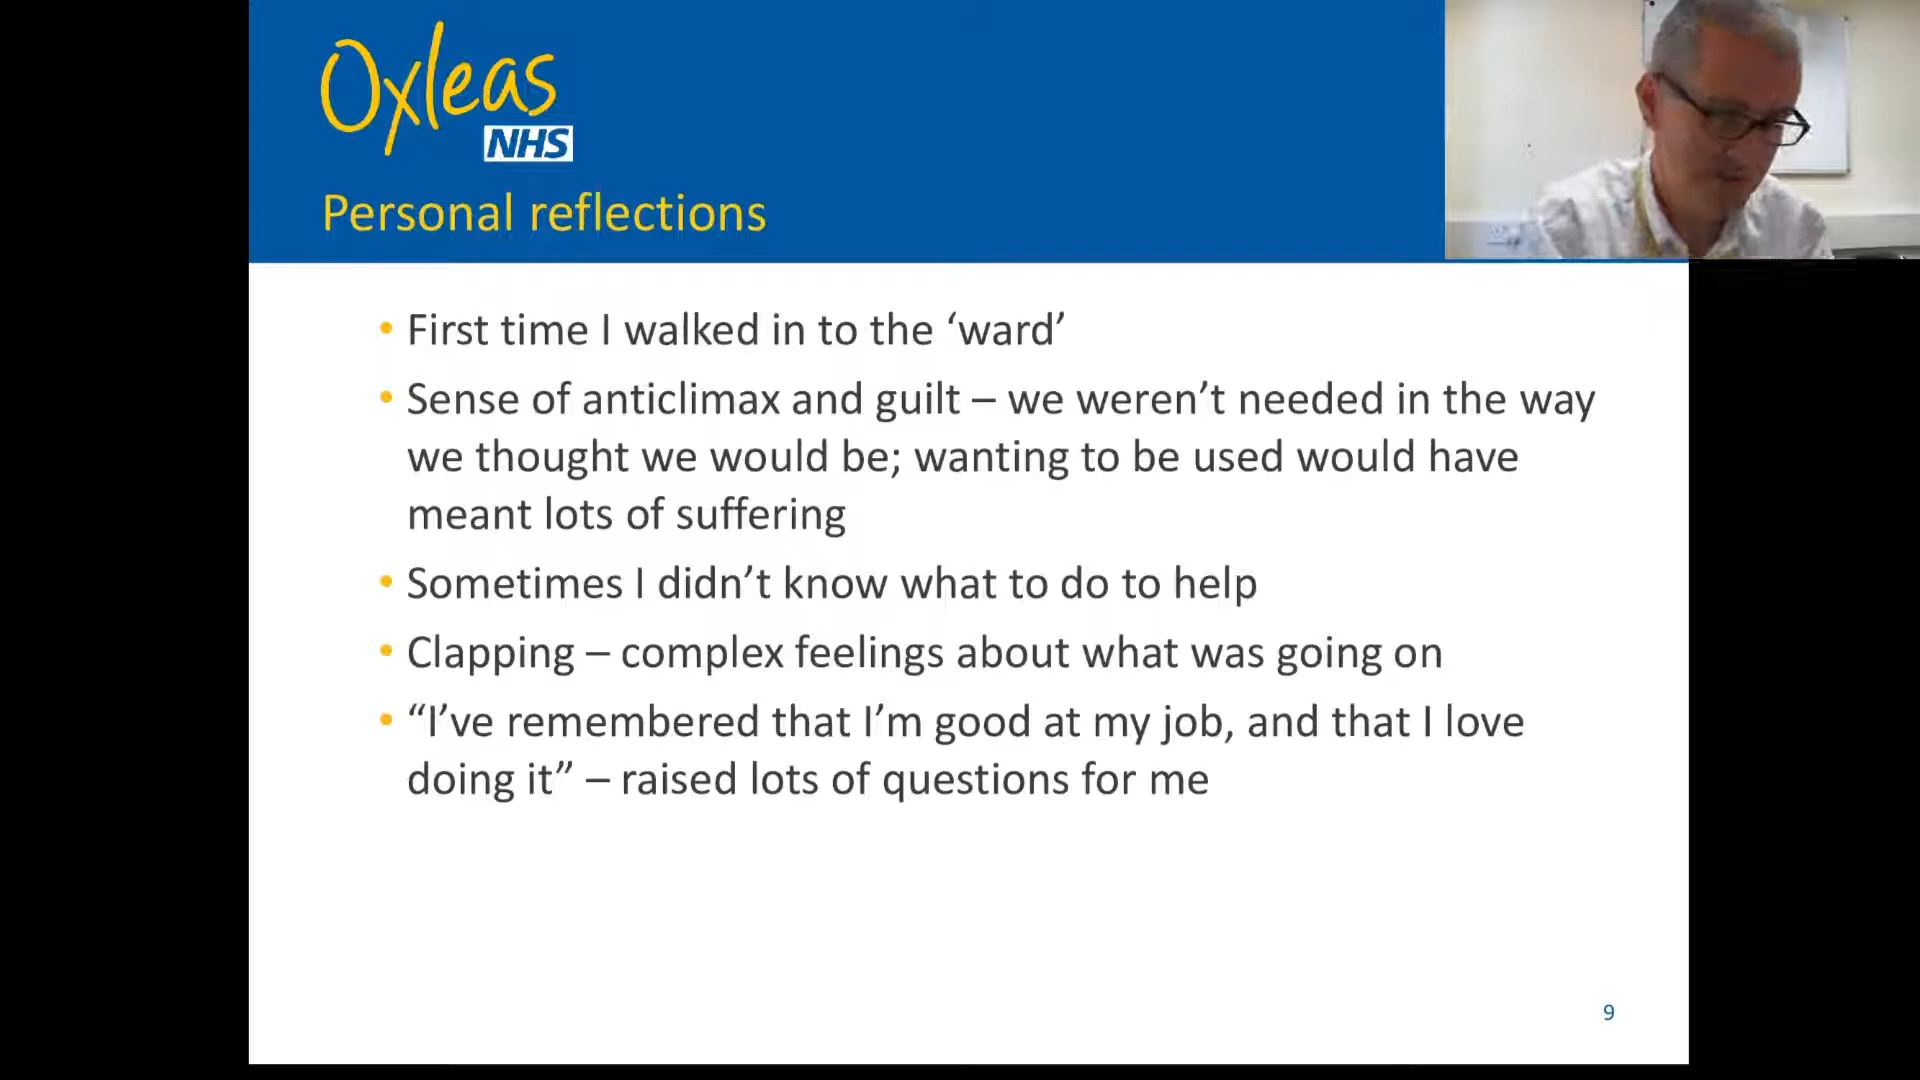 Oxleas
NHS
Personal reflections
• First time I walked in to the ‘ward’
• Sense of anticlimax and guilt – we weren’t needed in the way
we thought we would be; wanting to be used would have
meant lots of suffering
• Sometimes I didn’t know what to do to help
• Clapping – complex feelings about what was going on
• “I’ve remembered that I’m good at my job, and that I love
doing it” – raised lots of questions for me
9